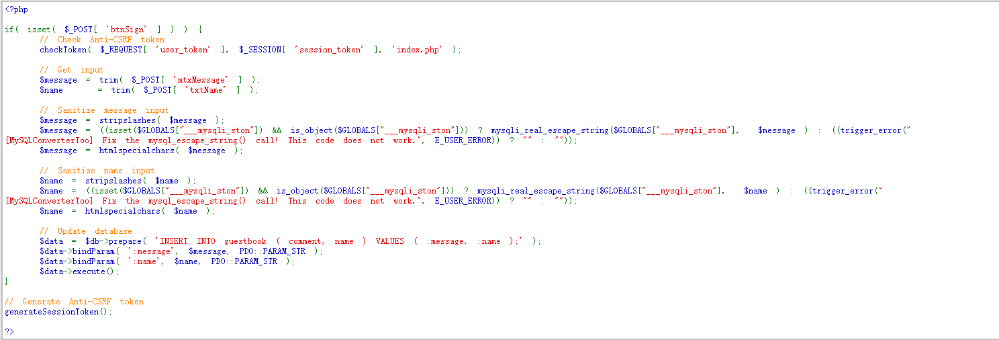 <?php
if( isset( $_POST[ 'btnSign' ] ) ) {
// Check Anti-CSRF token
checkToken( $_REQUEST[ 'user_token' ], $_SESSION[ 'session_token' ], 'index.php' );
// Get input
$message = trim( $_POST[ 'mtxMessage' ] );
$name = trim( $_POST[ 'txtName' ] );
// Sanitize message input
$message = stripslashes( $message );
$message = ((isset($GLOBALS["___mysqli_ston"]) && is_object($GLOBALS["___mysqli_ston"])) ? mysqli_real_escape_string($GLOBALS["___mysqli_ston"], $message ) : ((trigger_error("
[MySQLConverterToo] Fix the mysql_escape_string() call! This code does not work.", E_USER_ERROR)) ? "" : ""));
$message = htmlspecialchars( $message );
// Sanitize name input
$name = stripslashes( $name );
$name = ((isset($GLOBALS["___mysqli_ston"]) && is_object($GLOBALS["___mysqli_ston"])) ? mysqli_real_escape_string($GLOBALS["___mysqli_ston"], $name ) : ((trigger_error("
[MySQLConverterToo] Fix the mysql_escape_string() call! This code does not work.", E_USER_ERROR)) ? "" : ""));
$name = htmlspecialchars( $name );
// Update database
$data = $db->prepare( 'INSERT INTO guestbook ( comment, name ) VALUES ( :message, :name );' );
$data->bindParam( ':message', $message, PDO::PARAM_STR );
$data->bindParam( ':name', $name, PDO::PARAM_STR );
$data->execute();
}
// Generate Anti-CSRF token
generateSessionToken();
?>